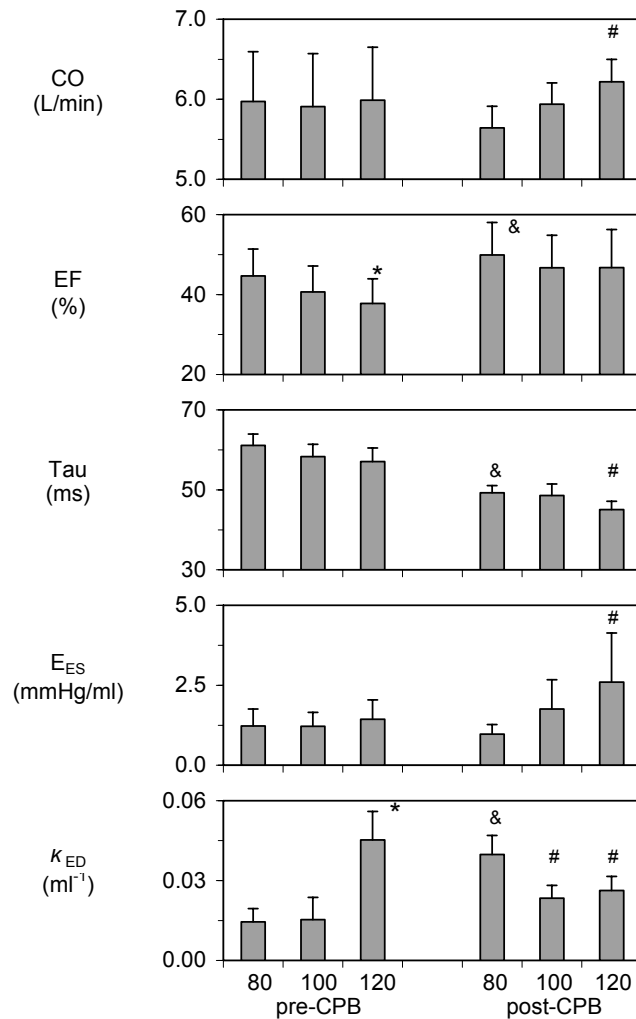 7.0
#
CO
(L/min)
6.0
5.0
60
&
EF
(%)
*
40
20
70
Tau
(ms)
&
#
50
30
5.0
#
E_ES
(mmHg/ml)
2.5
0.0
0.06
*
&
κ_ED
(ml⁻¹)
#
#
0.03
0.00
80 100 120 80 100 120
pre-CPB post-CPB